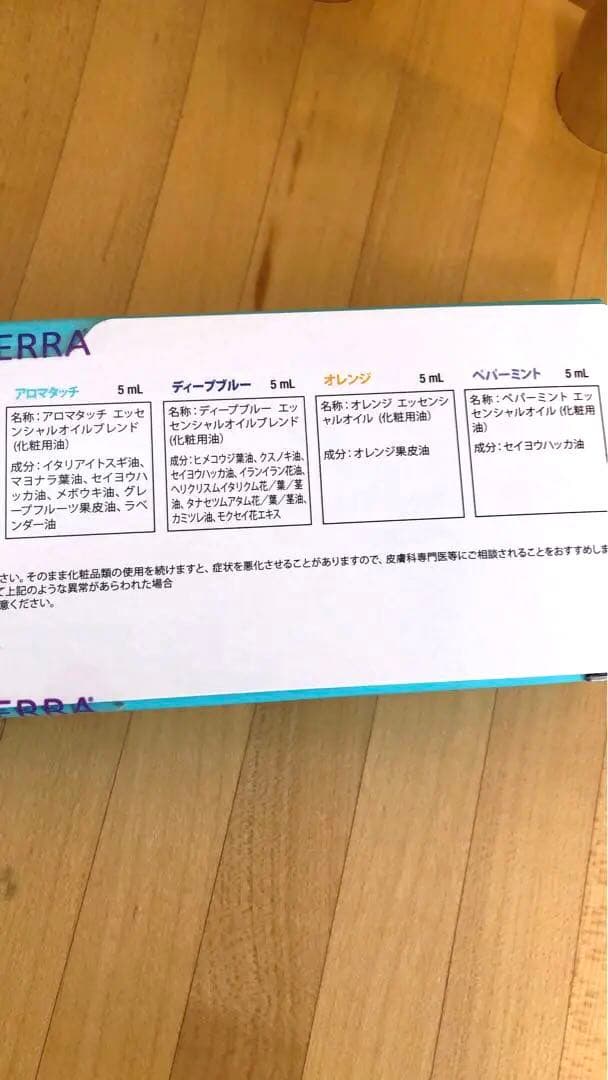 ERRA
アロマタッチ 5 mL
名称：アロマタッチ エッセ
ンシャルオイルブレンド
(化粧用油)
成分：イタリアイトスギ油、
マヨナラ葉油、セイヨウハ
ッカ油、メボウキ油、グレ
ープフルーツ果皮油、ラベ
ンダー油
ディープブルー 5 mL
名称：ディープブルー エッ
センシャルオイルブレンド
(化粧用油)
成分：ヒメコウジ葉油、クスノキ油、
セイヨウハッカ油、イランイラン花油、
ヘリクリスムイタリクム花／葉／茎
油、タナセツムアタム花／葉／茎油、
カミツレ油、モクセイ花エキス
オレンジ 5 mL
名称：オレンジ エッセンシ
ャルオイル (化粧用油)
成分：オレンジ果皮油
ペパーミント 5 mL
名称：ペパーミント エッ
センシャルオイル (化粧用
油)
成分：セイヨウハッカ油
さい。そのまま化粧品類の使用を続けますと、症状を悪化させることがありますので、皮膚科専門医等にご相談されることをおすすめしま
て上記のような異常があらわれた場合
意ください。
ERRA